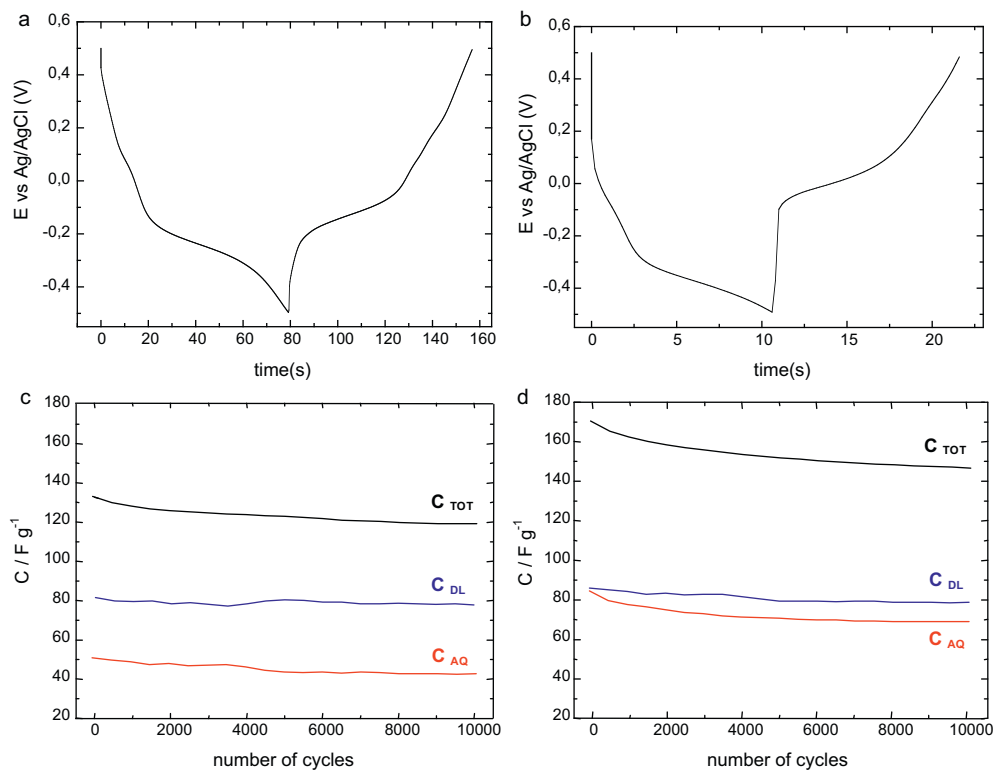 a
E vs Ag/AgCl (V)
0,6
0,4
0,2
0,0
-0,2
-0,4
0 20 40 60 80 100 120 140 160
time(s)
b
E vs Ag/AgCl (V)
0,6
0,4
0,2
0,0
-0,2
-0,4
0 5 10 15 20
time(s)
c
C / F g-1
180
160
140
120
100
80
60
40
20
C TOT
C DL
C AQ
0 2000 4000 6000 8000 10000
number of cycles
d
C / F g-1
180
160
140
120
100
80
60
40
20
C TOT
C DL
C AQ
0 2000 4000 6000 8000 10000
number of cycles